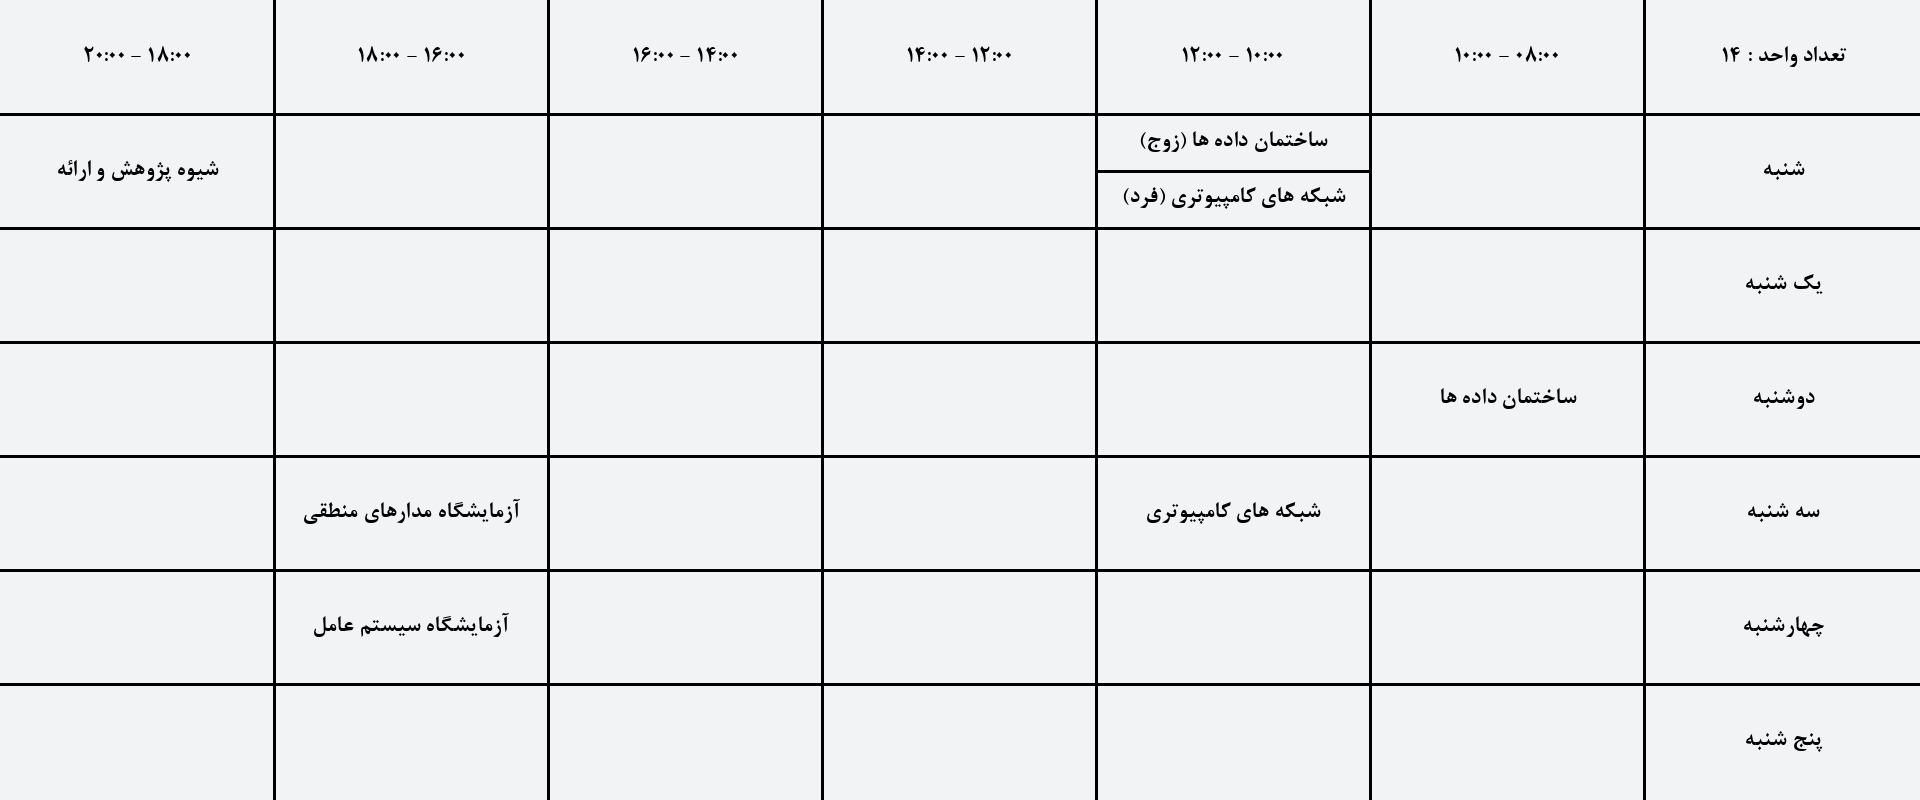 تعداد واحد : ۱۴
۰۸:۰۰ - ۱۰:۰۰
۱۰:۰۰ - ۱۲:۰۰
۱۲:۰۰ - ۱۴:۰۰
۱۴:۰۰ - ۱۶:۰۰
۱۶:۰۰ - ۱۸:۰۰
۱۸:۰۰ - ۲۰:۰۰
شنبه
ساختمان داده ها (زوج)
شبکه های کامپیوتری (فرد)
شیوه پژوهش و ارائه
یک شنبه
دوشنبه
ساختمان داده ها
سه شنبه
شبکه های کامپیوتری
آزمایشگاه مدارهای منطقی
چهارشنبه
آزمایشگاه سیستم عامل
پنج شنبه